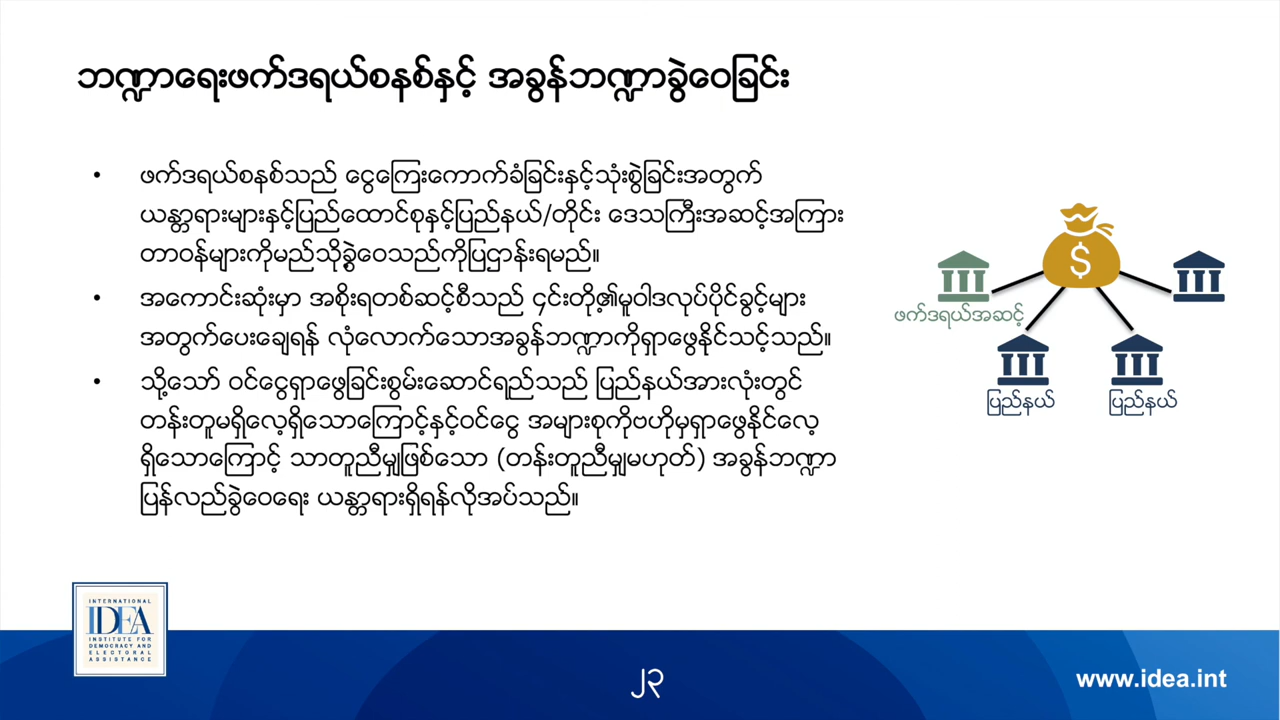 ဘဏ္ဍာရေးဖက်ဒရယ်စနစ်နှင့် အခွန်ဘဏ္ဍာခွဲဝေခြင်း
• ဖက်ဒရယ်စနစ်သည် ငွေကြေးကောက်ခံခြင်းနှင့်သုံးစွဲခြင်းအတွက်
ယန္တာရားများနှင့်ပြည်ထောင်စုနှင့်ပြည်နယ်/တိုင်း ဒေသကြီးအဆင့်အကြား
တာဝန်များကိုမည်သို့ခွဲဝေသည်ကိုပြဌာန်းရမည်။
• အကောင်းဆုံးမှာ အစိုးရတစ်ဆင့်စီသည် ၄င်းတို့၏မူဝါဒလုပ်ပိုင်ခွင့်များ
အတွက်ပေးချေရန် လုံလောက်သောအခွန်ဘဏ္ဍာကိုရှာဖွေနိုင်သင့်သည်။
• သို့သော် ဝင်ငွေရှာဖွေခြင်းစွမ်းဆောင်ရည်သည် ပြည်နယ်အားလုံးတွင်
တန်းတူမရှိလေ့ရှိသောကြောင့်နှင့်ဝင်ငွေ အများစုကိုဗဟိုမှရှာဖွေနိုင်လေ့
ရှိသောကြောင့် သာတူညီမျှဖြစ်သော (တန်းတူညီမျှမဟုတ်) အခွန်ဘဏ္ဍာ
ပြန်လည်ခွဲဝေရေး ယန္တာရားရှိရန်လိုအပ်သည်။
$
ဖက်ဒရယ်အဆင့်
ပြည်နယ်
ပြည်နယ်
INTERNATIONAL
IDEA
INSTITUTE FOR
DEMOCRACY AND
ELECTORAL
ASSISTANCE
၂၃
www.idea.int